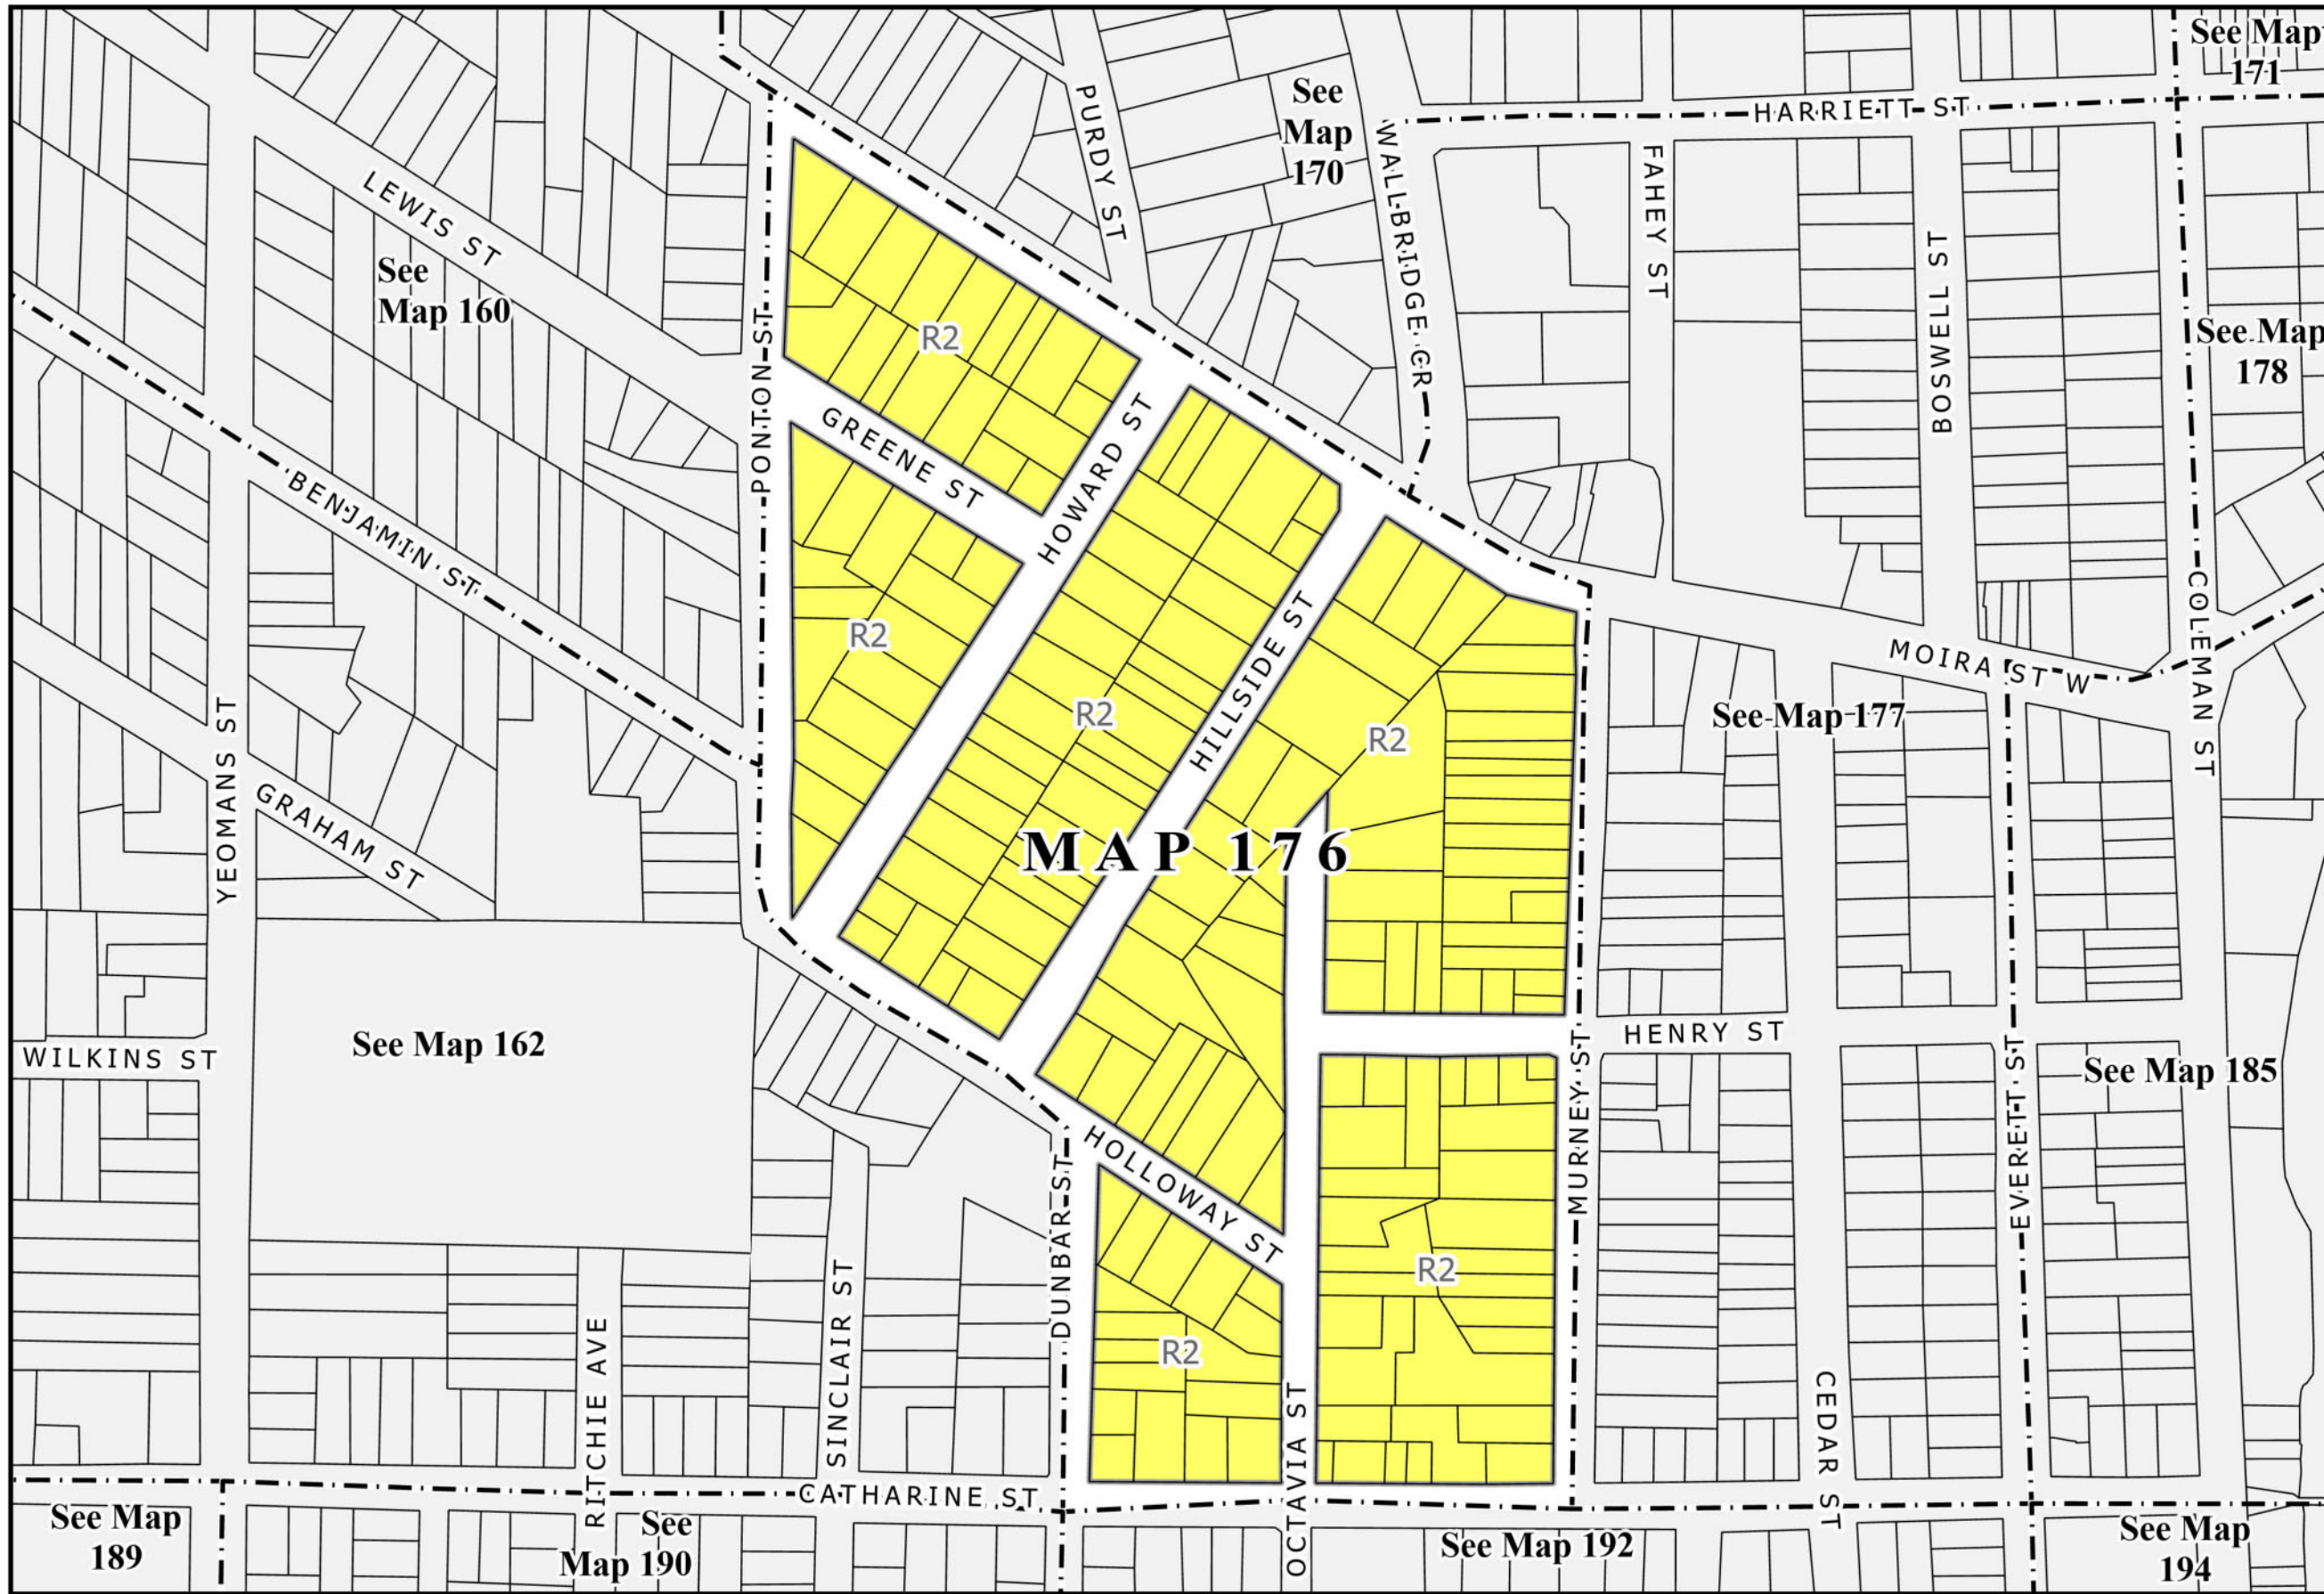 See Map
171
HARRIETT ST
See
Map
170
PURDY ST
WALLBRIDGE CR
FAHEY ST
BOSWELL ST
LEWIS ST
See
Map 160
See Map
178
PONTON ST
R2
GREENE ST
HOWARD ST
BENJAMIN ST
COLEMAN ST
R2
HILLSIDE ST
MOIRA ST W
R2
R2
See Map 177
YEOMANS ST
GRAHAM ST
MAP 176
See Map 162
WILKINS ST
HENRY ST
MURNEY ST
EVERETT ST
See Map 185
HOLLOWAY ST
DUNBAR ST
R2
R2
RITCHIE AVE
SINCLAIR ST
OCTAVIA ST
CEDAR ST
CATHARINE ST
See Map
189
See
Map 190
See Map 192
See Map
194